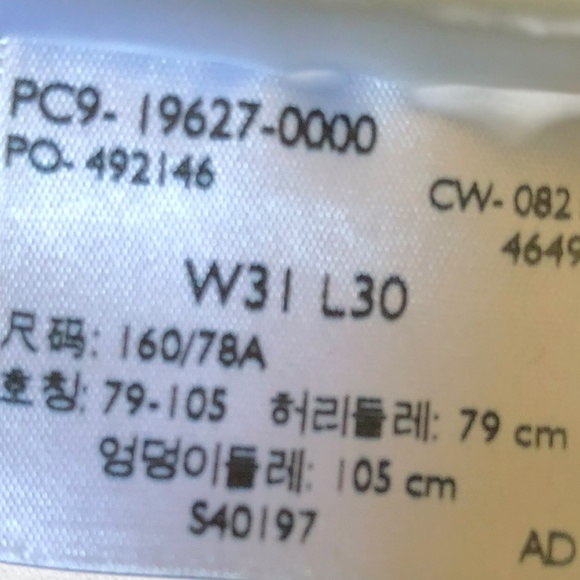 PC9- 19627-0000
PO- 492146
CW- 082
4649
W31 L30
尺码: 160/78A
호칭: 79-105 허리둘레: 79 cm
엉덩이둘레: 105 cm
S40197
AD